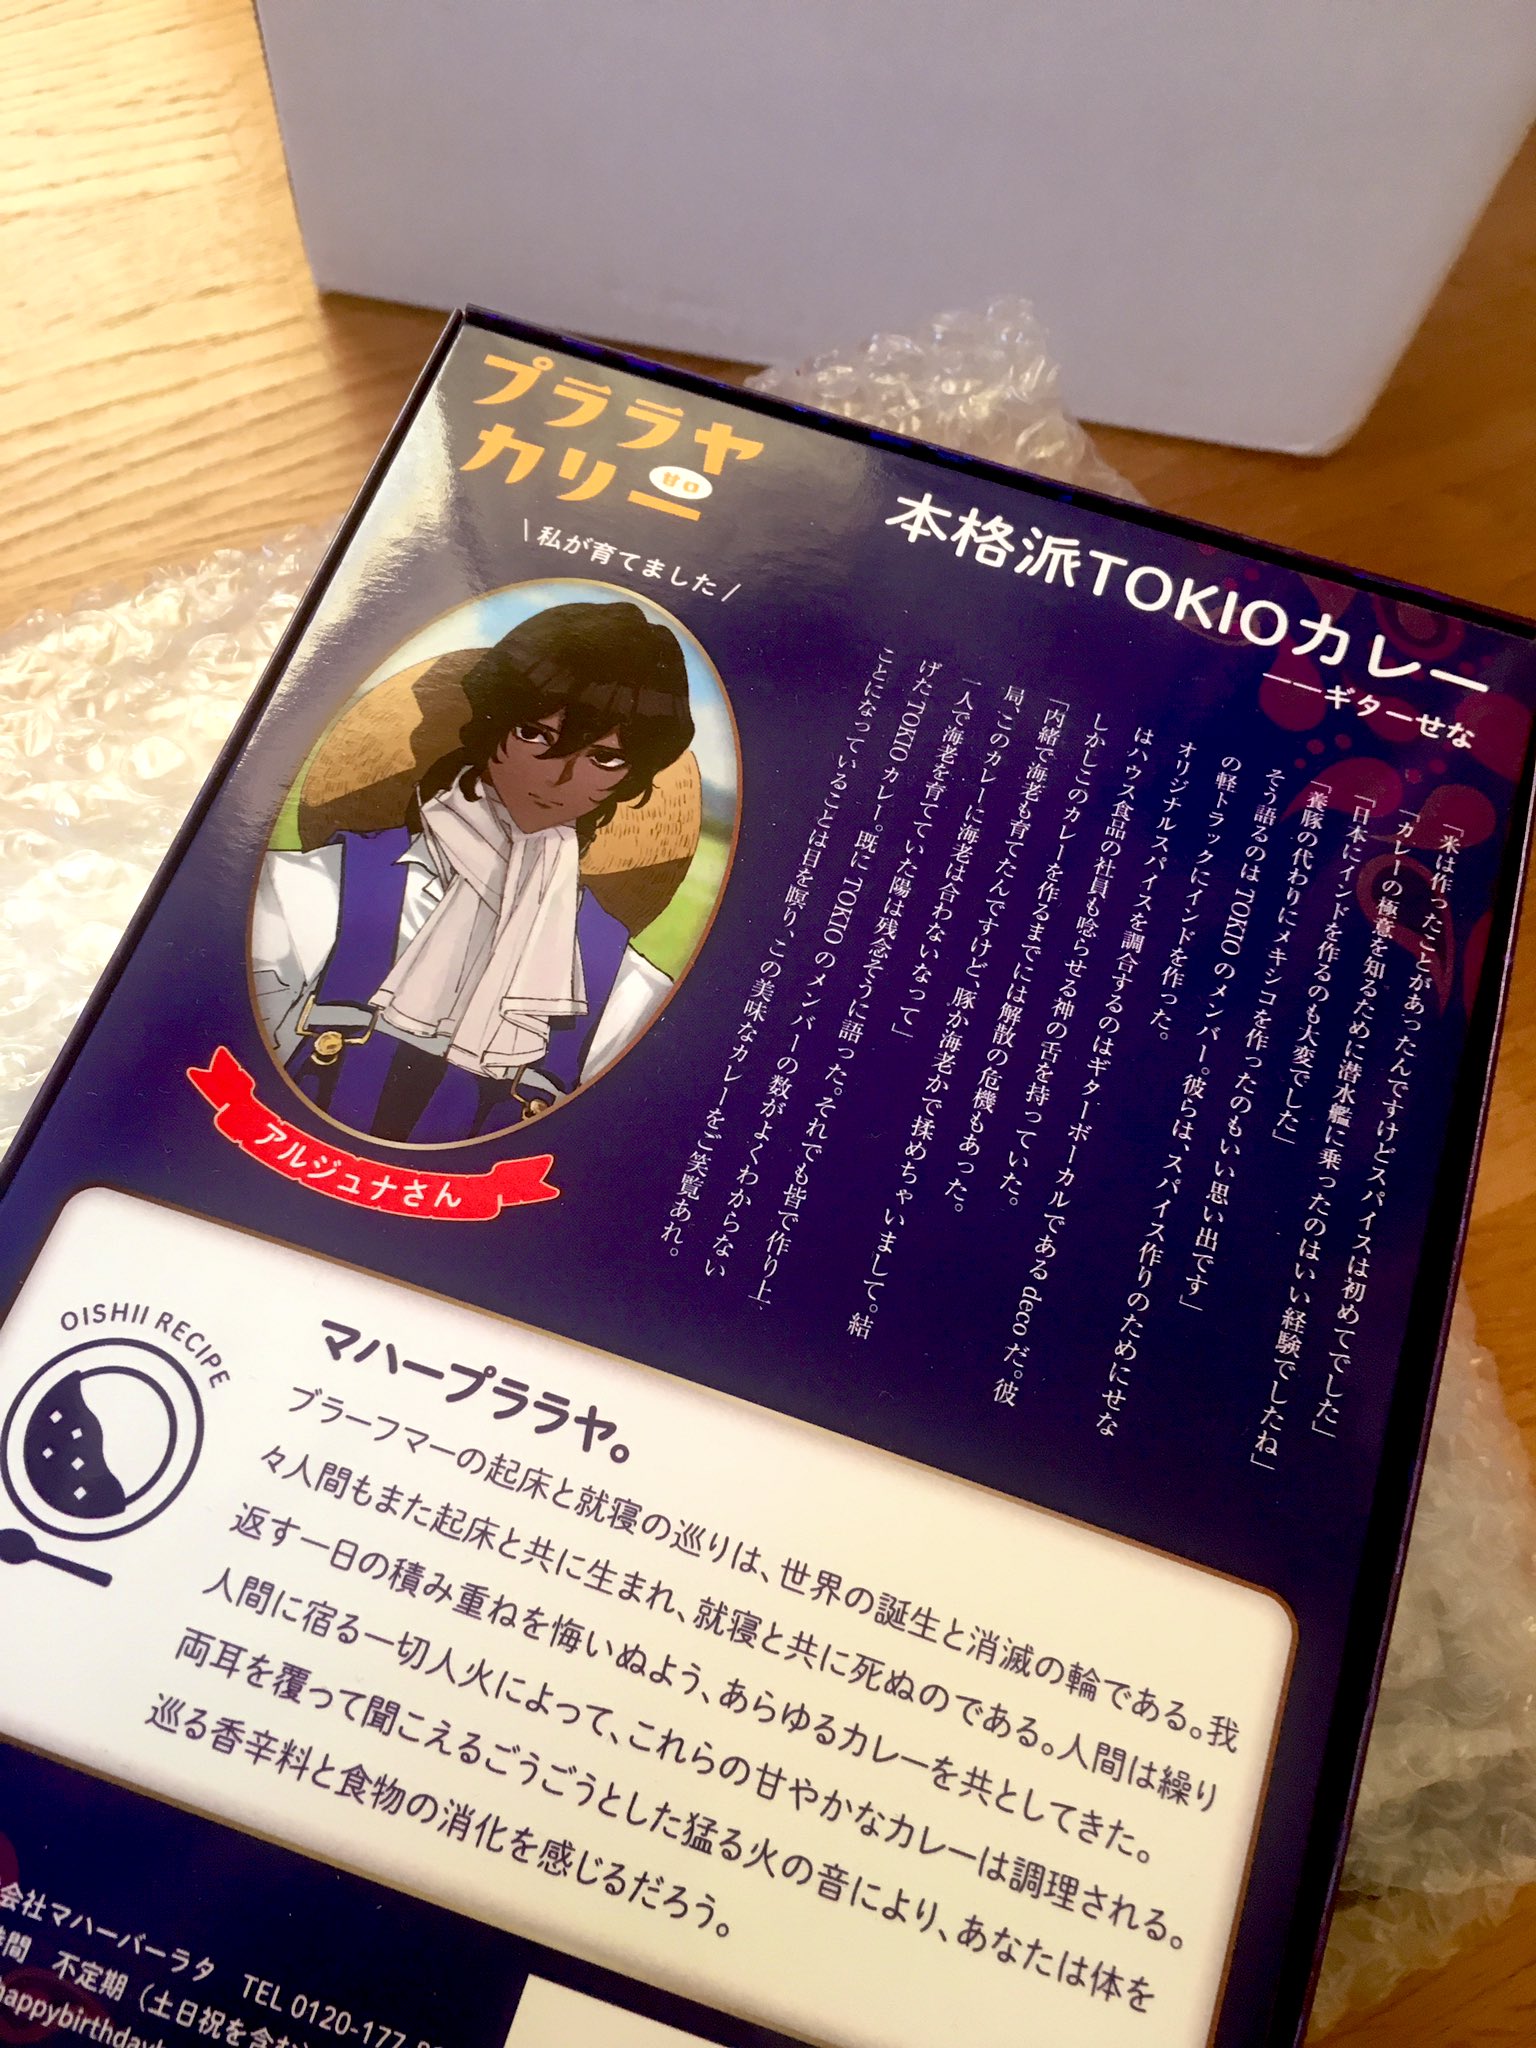 プララヤ
カリー
甘口
\私が育てました/
アルジュナさん
本格派TOKIOカレー
——ギターせな
「米は作ったことがあったんですけどスパイスは初めてでした」
「カレーの極意を知るために潜水艦に乗ったのはいい経験でしたね」
「日本にインドを作るのも大変でした」
「養豚の代わりにメキシコを作ったのもいい思い出です」
そう語るのは TOKIO のメンバー。彼らは、スパイス作りのためにせな
の軽トラックにインドを作った。
オリジナルスパイスを調合するのはギターボーカルである deco だ。彼
はハウス食品の社員も唸らせる神の舌を持っていた。
しかしこのカレーを作るまでには解散の危機もあった。
「内緒で海老も育てたんですけど、豚か海老かで揉めちゃいまして。結
局、このカレーに海老は合わないなって」
一人で海老を育てていた陽は残念そうに語った。それでも皆で作り上
げた TOKIO カレー。既に TOKIO のメンバーの数がよくわからない
ことになっていることは目を瞑り、この美味なカレーをご笑覧あれ。
OISHII RECIPE
マハープララヤ。
ブラーフマーの起床と就寝の巡りは、世界の誕生と消滅の輪である。我
々人間もまた起床と共に生まれ、就寝と共に死ぬのである。人間は繰り
返す一日の積み重ねを悔いぬよう、あらゆるカレーを共としてきた。
人間に宿る一切人火によって、これらの甘やかなカレーは調理される。
両耳を覆って聞こえるごうごうとした猛る火の音により、あなたは体を
巡る香辛料と食物の消化を感じるだろう。
会社マハーバーラタ TEL 0120-177-
時間 不定期(土日祝を含む)
happybirthday